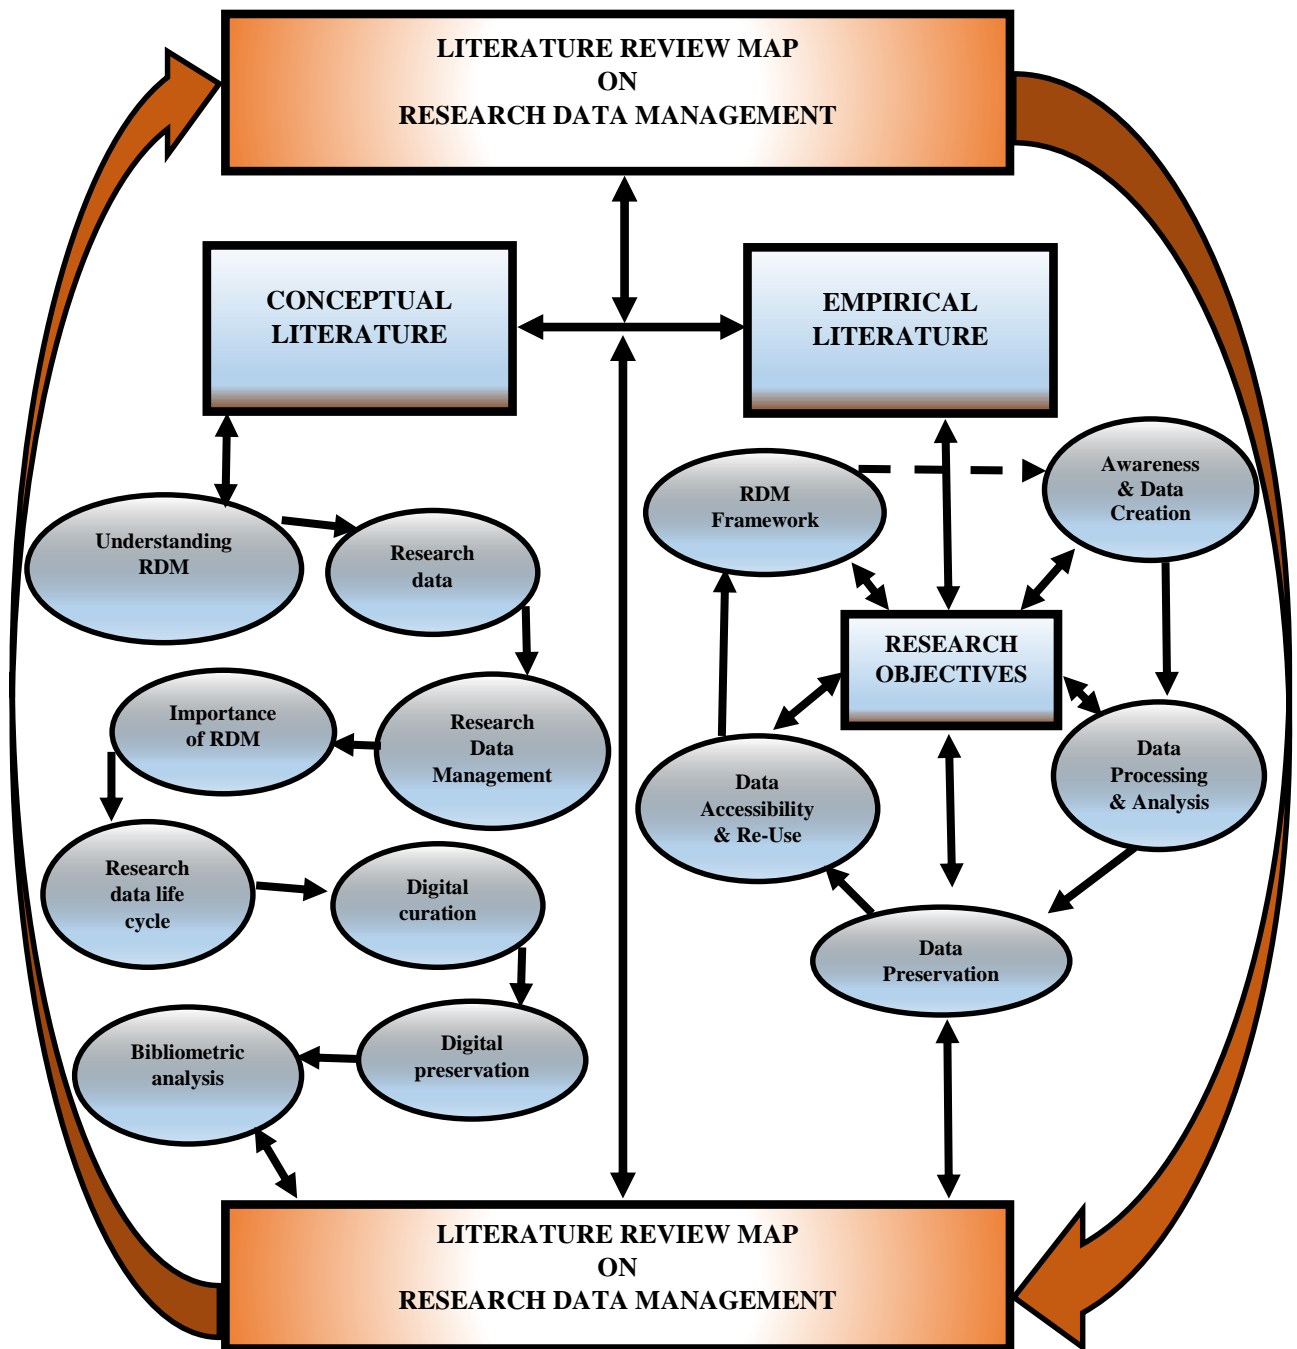 LITERATURE REVIEW MAP
ON
RESEARCH DATA MANAGEMENT
CONCEPTUAL
LITERATURE
EMPIRICAL
LITERATURE
Understanding
RDM
Research
data
Research
Data
Management
Importance
of RDM
Research
data life
cycle
Digital
curation
Digital
preservation
Bibliometric
analysis
RDM
Framework
Awareness
& Data
Creation
RESEARCH
OBJECTIVES
Data
Processing
& Analysis
Data
Accessibility
& Re-Use
Data
Preservation
LITERATURE REVIEW MAP
ON
RESEARCH DATA MANAGEMENT